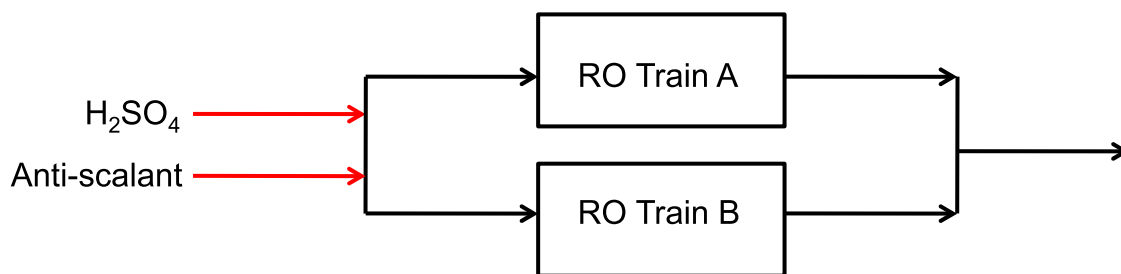 RO Train A
H₂SO₄
Anti-scalant
RO Train B